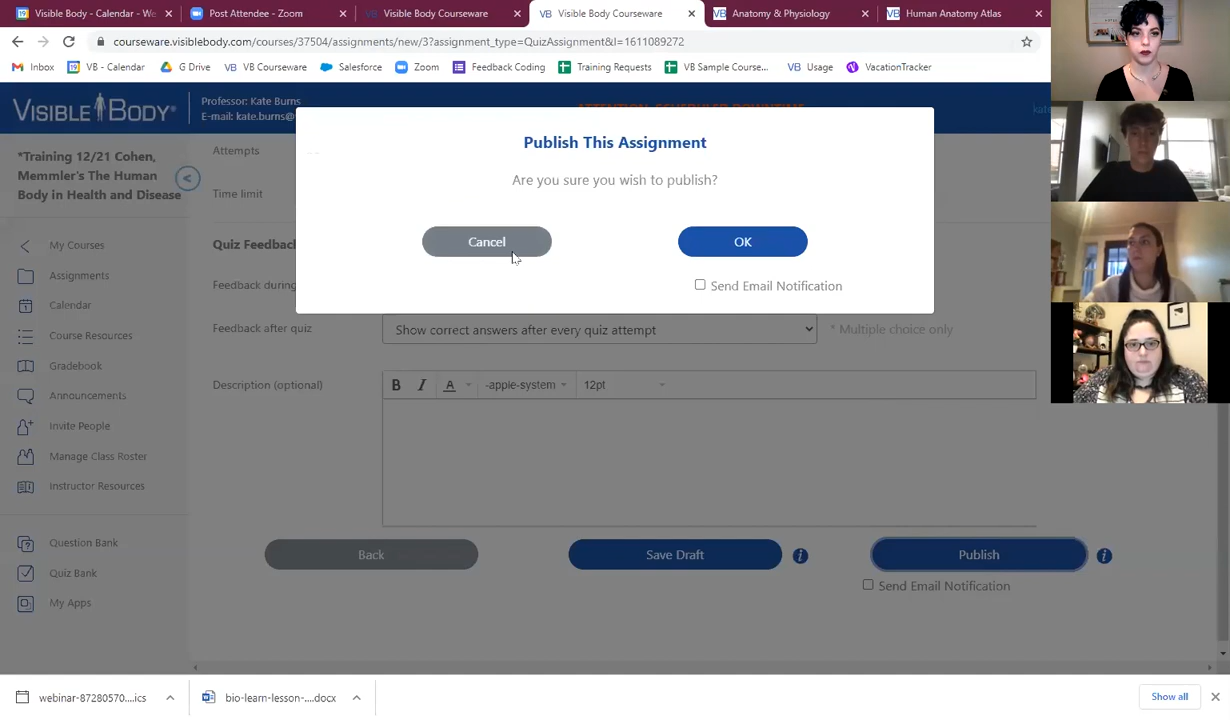 Visible Body - Calendar - We
Post Attendee - Zoom
Visible Body Courseware
Visible Body Courseware
Anatomy & Physiology
Human Anatomy Atlas
courseware.visiblebody.com/courses/37504/assignments/new/3?assignment_type=QuizAssignment&l=1611089272
Inbox
VB - Calendar
G Drive
VB Courseware
Salesforce
Zoom
Feedback Coding
Training Requests
VB Sample Course...
Usage
VacationTracker
VISIBLE BODY
Professor: Kate Burns
E-mail: kate.burns@
ATTENTION: SCHEDULED DOWNTIME
kate
*Training 12/21 Cohen,
Memmler's The Human
Body in Health and Disease
My Courses
Assignments
Calendar
Course Resources
Gradebook
Announcements
Invite People
Manage Class Roster
Instructor Resources
Question Bank
Quiz Bank
My Apps
Attempts
Time limit
Quiz Feedback
Feedback during
Publish This Assignment
Are you sure you wish to publish?
Cancel
OK
Send Email Notification
Feedback after quiz
Show correct answers after every quiz attempt
* Multiple choice only
Description (optional)
B I A -apple-system 12pt
Back
Save Draft
Publish
Send Email Notification
webinar-87280570....ics
bio-learn-lesson-....docx
Show all